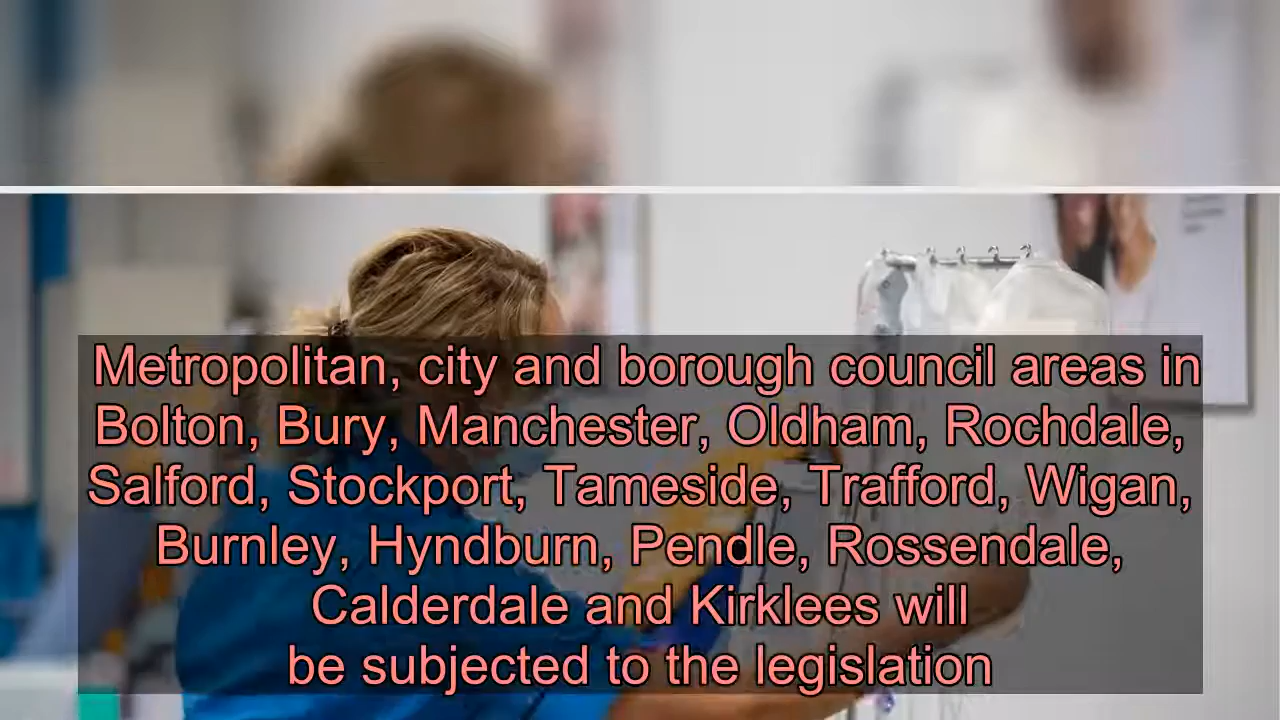 Metropolitan, city and borough council areas in
Bolton, Bury, Manchester, Oldham, Rochdale,
Salford, Stockport, Tameside, Trafford, Wigan,
Burnley, Hyndburn, Pendle, Rossendale,
Calderdale and Kirklees will
be subjected to the legislation